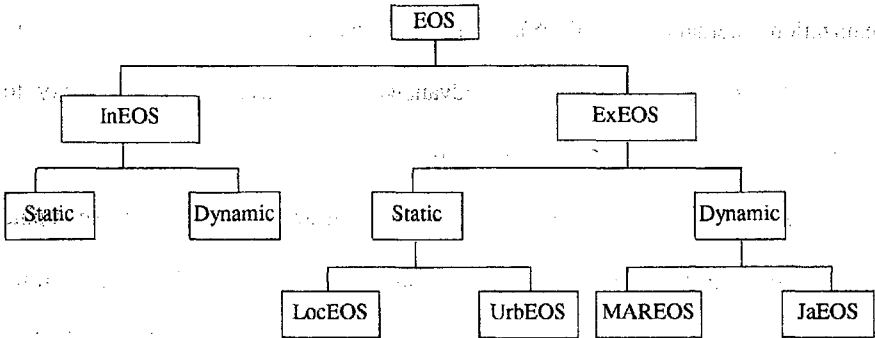 EOS
InEOS
ExEOS
Static
Dynamic
Static
Dynamic
LocEOS
UrbEOS
MAREOS
JaEOS